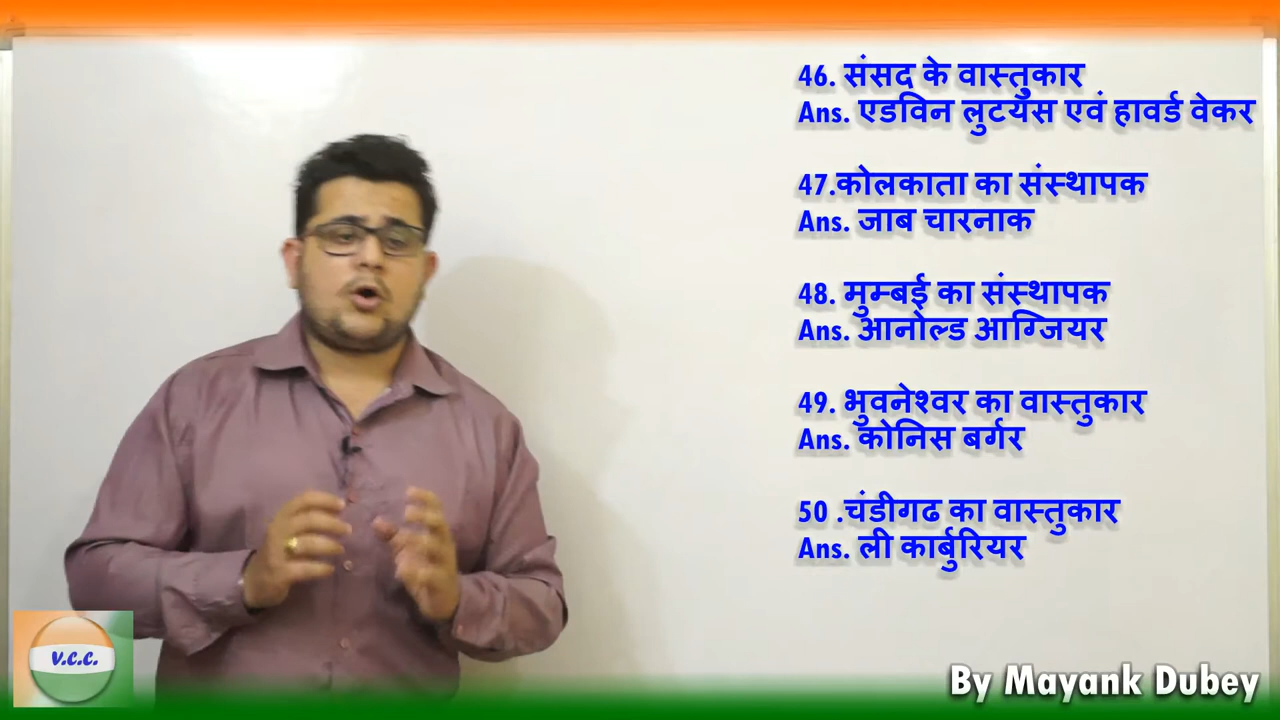 46. संसद के वास्तुकार
Ans. एडविन लुटयेंस एवं हावर्ड वेकर
47.कोलकाता का संस्थापक
Ans. जाब चारनाक
48. मुम्बई का संस्थापक
Ans. आनोल्ड आग्जियर
49. भुवनेश्वर का वास्तुकार
Ans. कोनिस बर्गर
50 .चंडीगढ का वास्तुकार
Ans. ली कार्बुरियर
V.C.C.
By Mayank Dubey